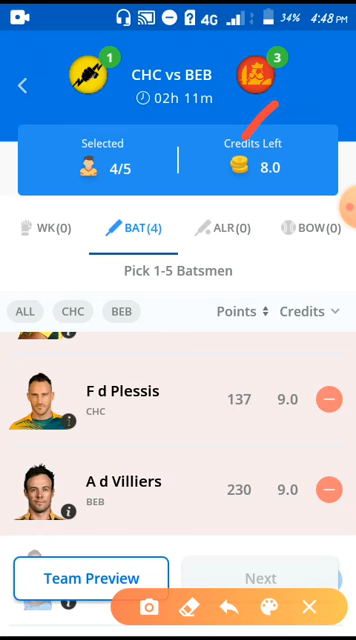 4G 34% 4:48 PM
1 CHC vs BEB 3
02h 11m
Selected Credits Left
4/5 8.0
WK(0) BAT(4) ALR(0) BOW(0)
Pick 1-5 Batsmen
ALL CHC BEB Points Credits
F d Plessis 137 9.0
CHC
A d Villiers 230 9.0
BEB
Team Preview Next